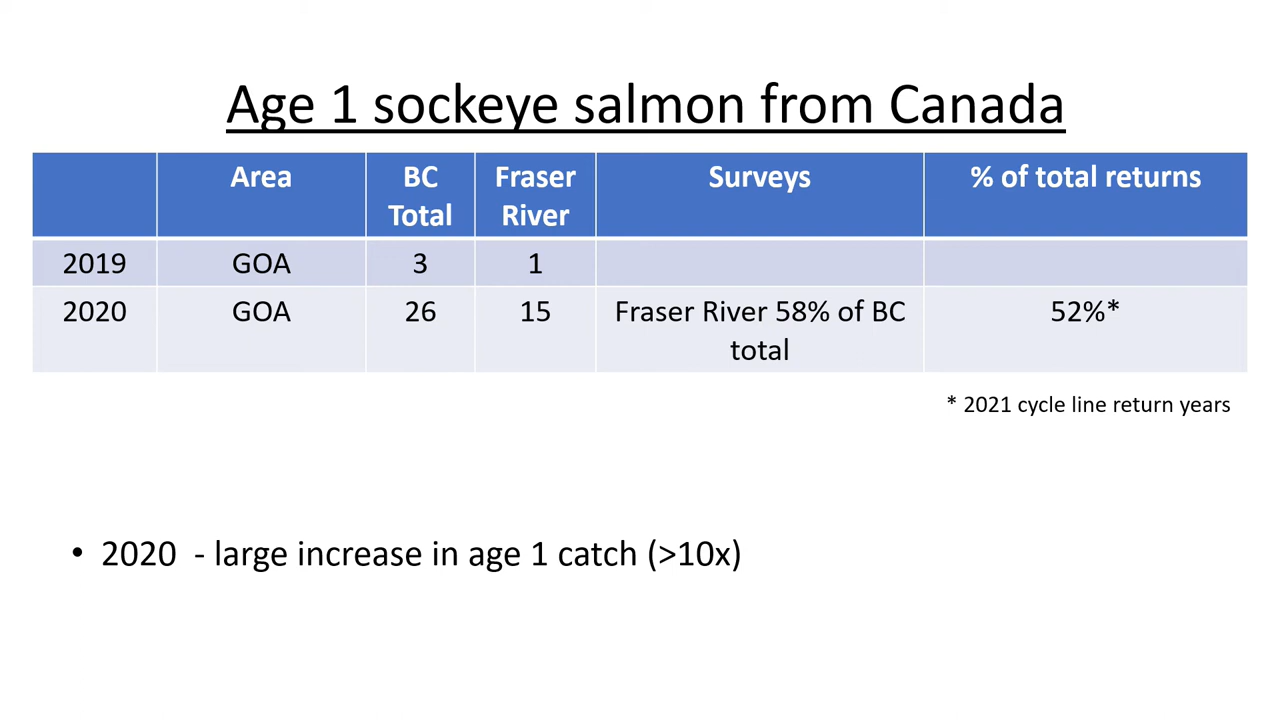 Age 1 sockeye salmon from Canada
Area BC Total Fraser River Surveys % of total returns
2019 GOA 3 1
2020 GOA 26 15 Fraser River 58% of BC total 52%*
* 2021 cycle line return years
• 2020 - large increase in age 1 catch (>10x)